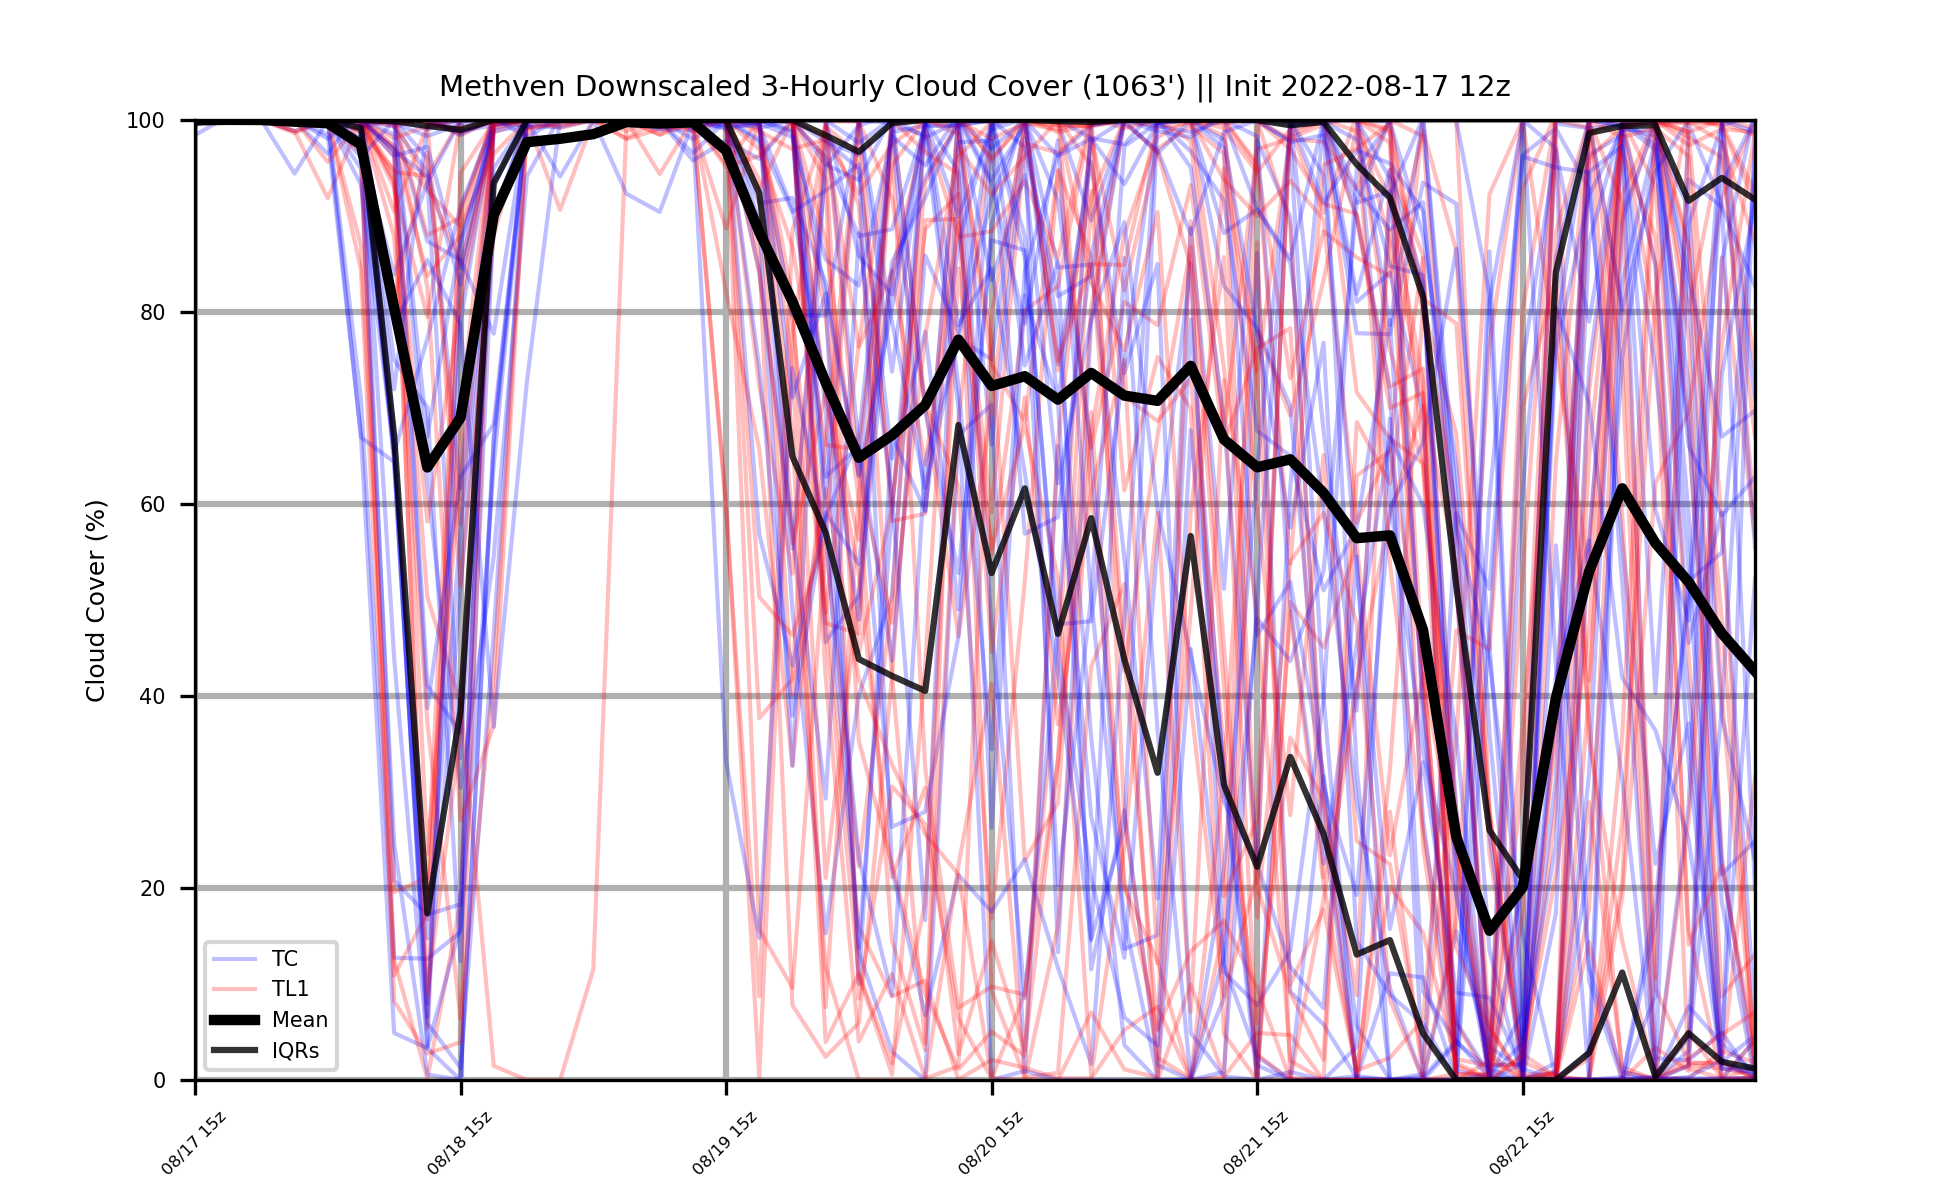 Methven Downscaled 3-Hourly Cloud Cover (1063') || Init 2022-08-17 12z
Cloud Cover (%)
100
80
60
40
20
0
TC
TL1
Mean
IQRs
08/17 15z
08/18 15z
08/19 15z
08/20 15z
08/21 15z
08/22 15z